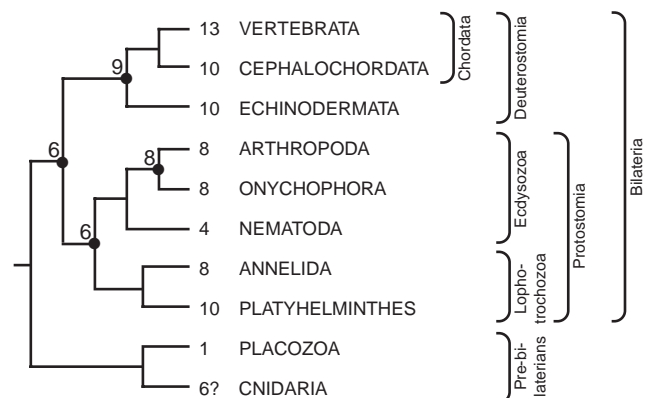 13 VERTEBRATA
9
10 CEPHALOCHORDATA
10 ECHINODERMATA
6
8
8 ARTHROPODA
8 ONYCHOPHORA
6
4 NEMATODA
8 ANNELIDA
10 PLATYHELMINTHES
1 PLACOZOA
6? CNIDARIA
Chordata
Deuterostomia
Ecdysozoa
Lopho-
trochozoa
Protostomia
Pre-bi-
laterians
Bilateria